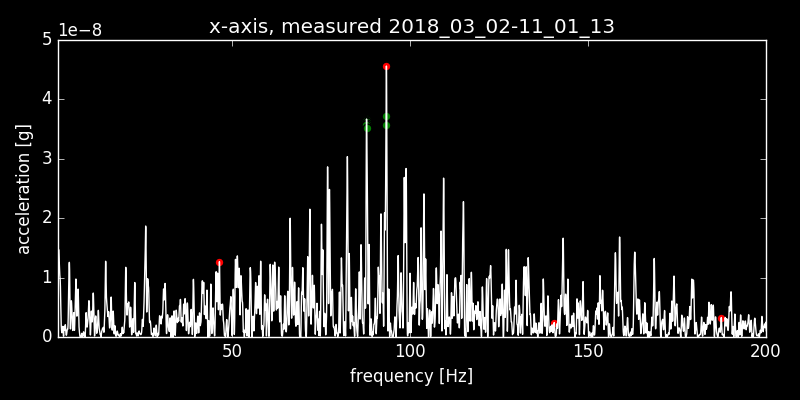 x-axis, measured 2018_03_02-11_01_13
1e−8
5
4
3
2
1
0
acceleration [g]
50
100
150
200
frequency [Hz]